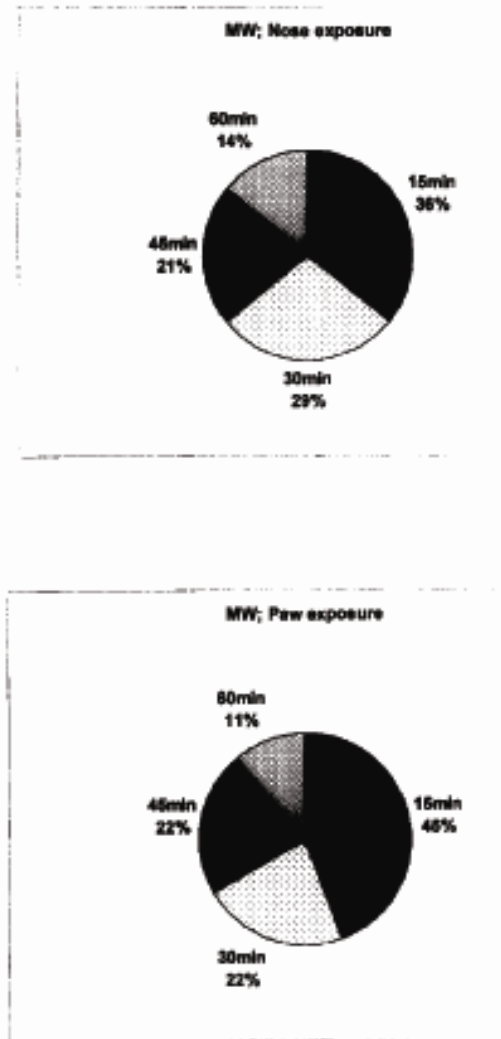 MW; Nose exposure
60min
14%
15min
36%
45min
21%
30min
29%
MW; Paw exposure
60min
11%
45min
22%
15min
45%
30min
22%